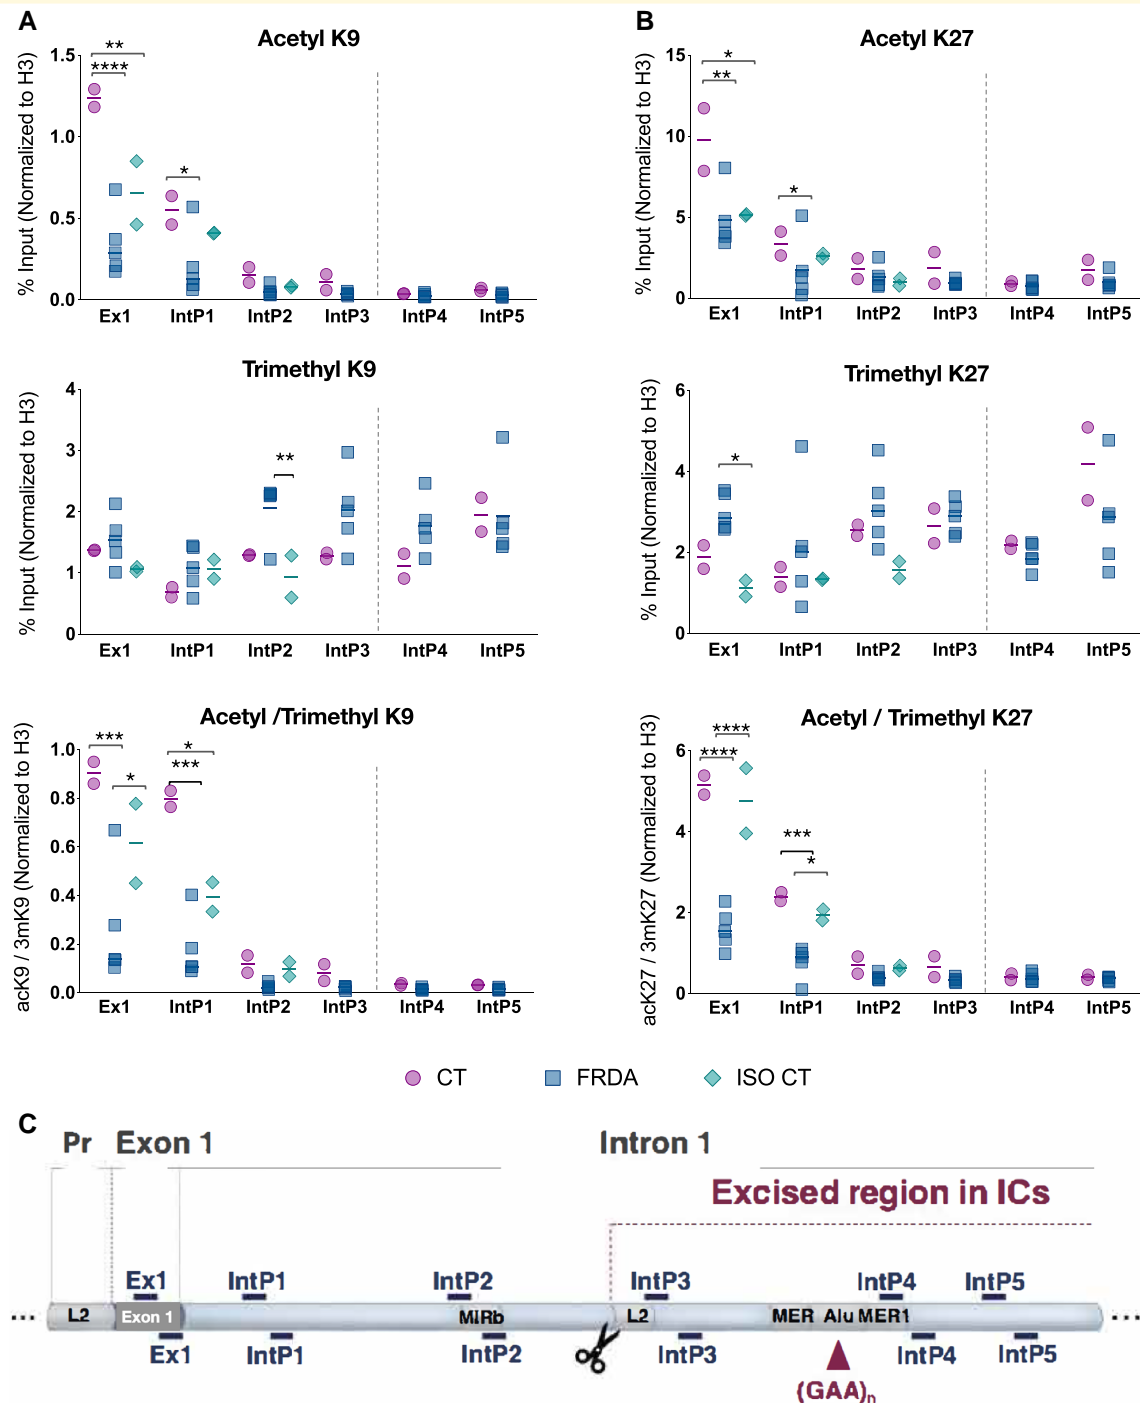 A
Acetyl K9
% Input (Normalized to H3)
1.5
1.0
0.5
0.0
**
****
*
Ex1 IntP1 IntP2 IntP3 IntP4 IntP5
Trimethyl K9
% Input (Normalized to H3)
4
3
2
1
0
**
Ex1 IntP1 IntP2 IntP3 IntP4 IntP5
Acetyl /Trimethyl K9
acK9 / 3mK9 (Normalized to H3)
1.0
0.8
0.6
0.4
0.2
0.0
***
*
*
***
Ex1 IntP1 IntP2 IntP3 IntP4 IntP5
B
Acetyl K27
% Input (Normalized to H3)
15
10
5
0
*
**
*
Ex1 IntP1 IntP2 IntP3 IntP4 IntP5
Trimethyl K27
% Input (Normalized to H3)
6
4
2
0
*
Ex1 IntP1 IntP2 IntP3 IntP4 IntP5
Acetyl / Trimethyl K27
acK27 / 3mK27 (Normalized to H3)
6
4
2
0
****
****
***
*
Ex1 IntP1 IntP2 IntP3 IntP4 IntP5
CT FRDA ISO CT
C
Pr Exon 1 Intron 1
Excised region in ICs
Ex1 IntP1 IntP2 IntP3 IntP4 IntP5
... L2 Exon 1 MIRb L2 MER Alu MER1 ...
Ex1 IntP1 IntP2 IntP3 IntP4 IntP5
(GAA)n